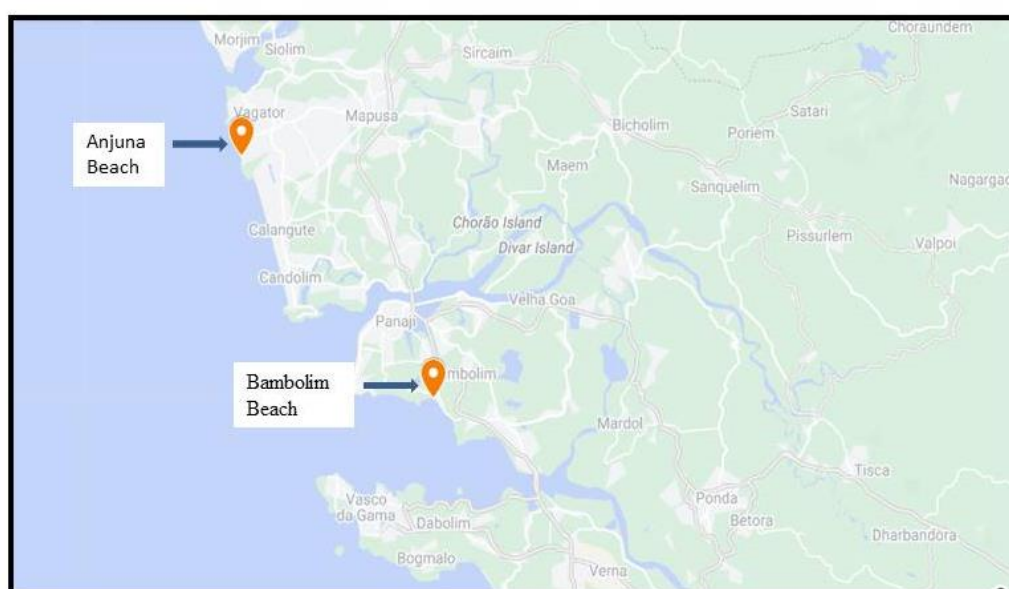 Choraundem
Morjim
Siolim
Sircaim
Vagator
Mapusa
Satari
Bicholim
Poriem
Anjuna
Beach
Maem
Sanquelim
Nagargao
Chorão Island
Calangute
Divar Island
Pissurlem
Valpoi
Candolim
Velha Goa
Panaji
Bambolim
Beach
mbolim
Mardol
Tisca
Vasco
da Gama
Ponda
Dabolim
Betora
Dharbandora
Bogmalo
Verna